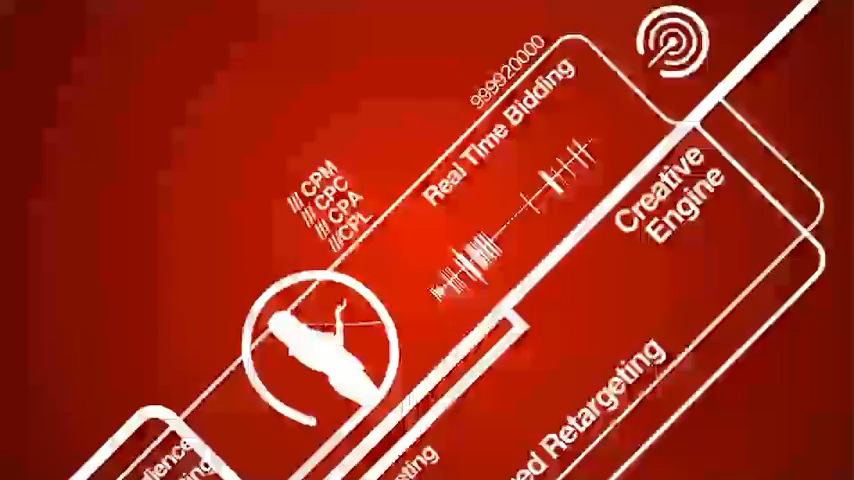 999920000
Real Time Bidding
/// CPM
/// CPC
/// CPA
//CPL
Creative
Engine
Retargeting